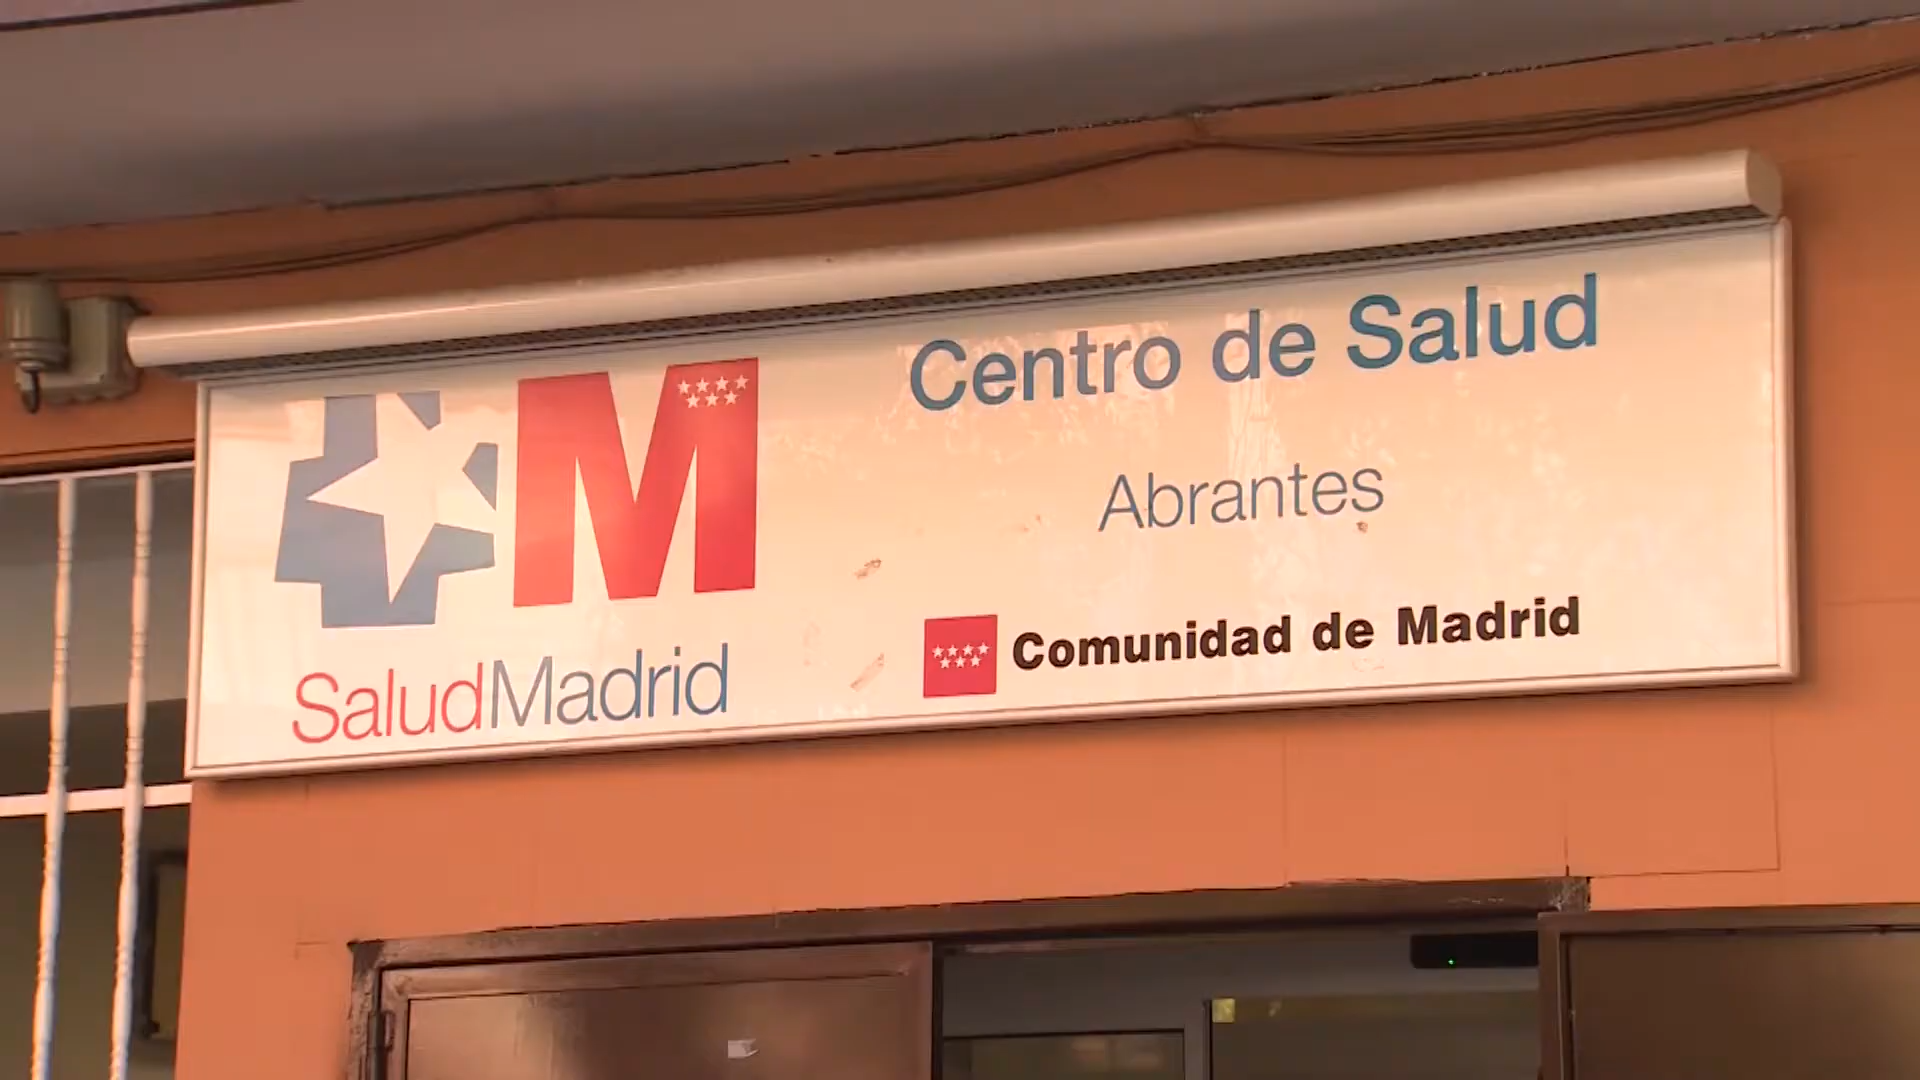 M
SaludMadrid
Centro de Salud
Abrantes
Comunidad de Madrid